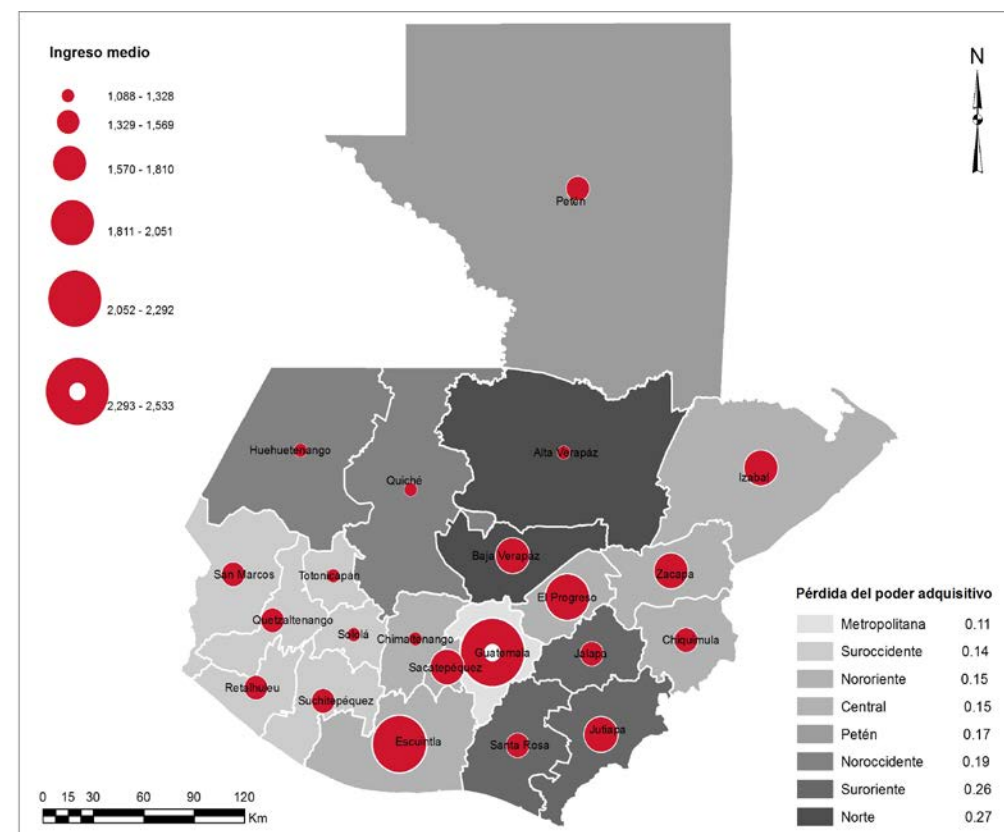 Ingreso medio
1,088 - 1,328
1,329 - 1,569
1,570 - 1,810
1,811 - 2,051
2,052 - 2,292
2,293 - 2,533
N
Petén
Huehuetenango
Quiché
Alta Verapáz
Izabal
Baja Verapaz
San Marcos
Totonicapán
Zacapa
El Progreso
Quetzaltenango
Sololá
Chimaltenango
Guatemala
Jalapa
Chiquimula
Sacatepéquez
Retalhuleu
Suchitepéquez
Escuintla
Santa Rosa
Jutiapa
Pérdida del poder adquisitivo
Metropolitana 0.11
Suroccidente 0.14
Nororiente 0.15
Central 0.15
Petén 0.17
Noroccidente 0.19
Suroriente 0.26
Norte 0.27
0 15 30 60 90 120
Km